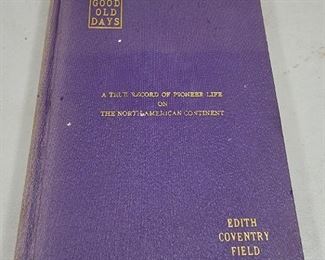 GOOD
OLD
DAYS
A TRUE RECORD OF PIONEER LIFE
ON
THE NORTH AMERICAN CONTINENT
EDITH
COVENTRY
FIELD